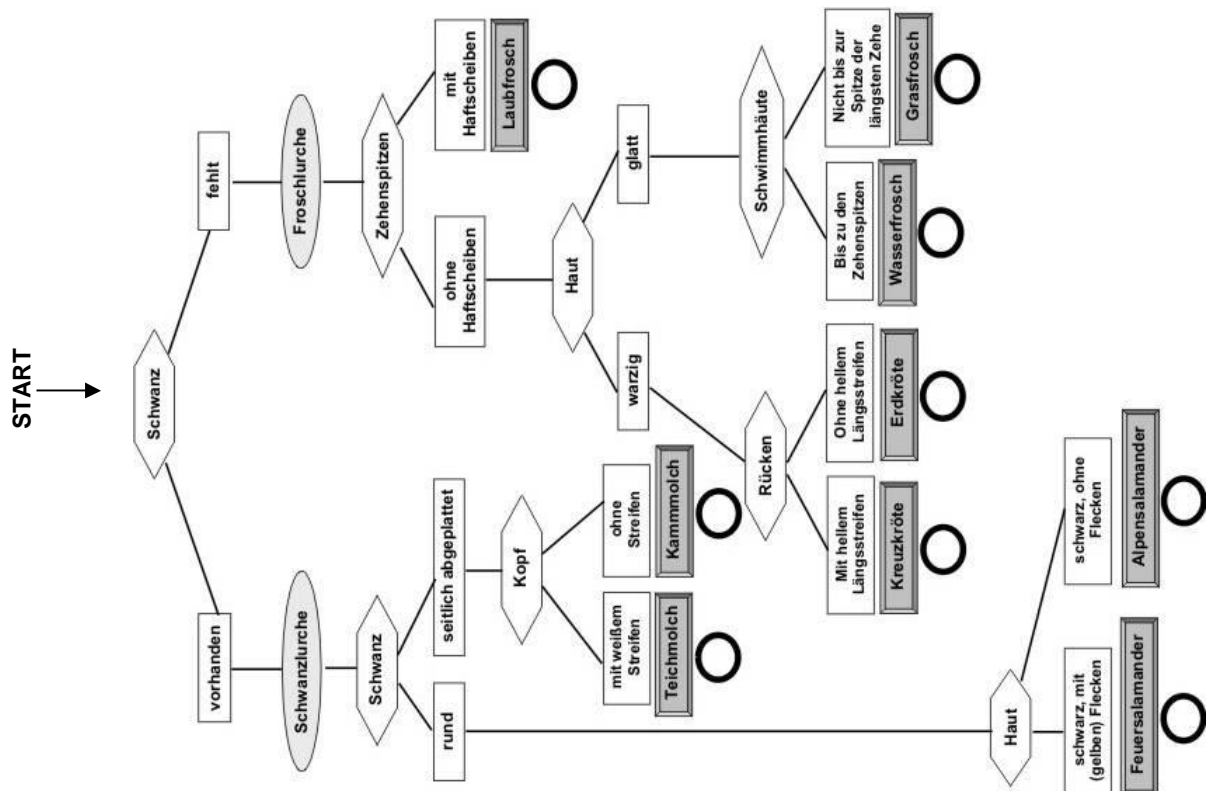 START
Schwanz
vorhanden
fehlt
Schwanzlurche
Froschlurche
Schwanz
Zehenspitzen
rund
seitlich abgeplattet
ohne
Haftscheiben
mit
Haftscheiben
Laubfrosch
Kopf
Haut
mit weißem
Streifen
Teichmolch
ohne
Streifen
Kammmolch
warzig
glatt
Rücken
Schwimmhäute
Mit hellem
Längsstreifen
Kreuzkröte
Ohne hellem
Längsstreifen
Erdkröte
Bis zu den
Zehenspitzen
Wasserfrosch
Nicht bis zur
Spitze der
längsten Zehe
Grasfrosch
Haut
schwarz, mit
(gelben) Flecken
Feuersalamander
schwarz, ohne
Flecken
Alpensalamander